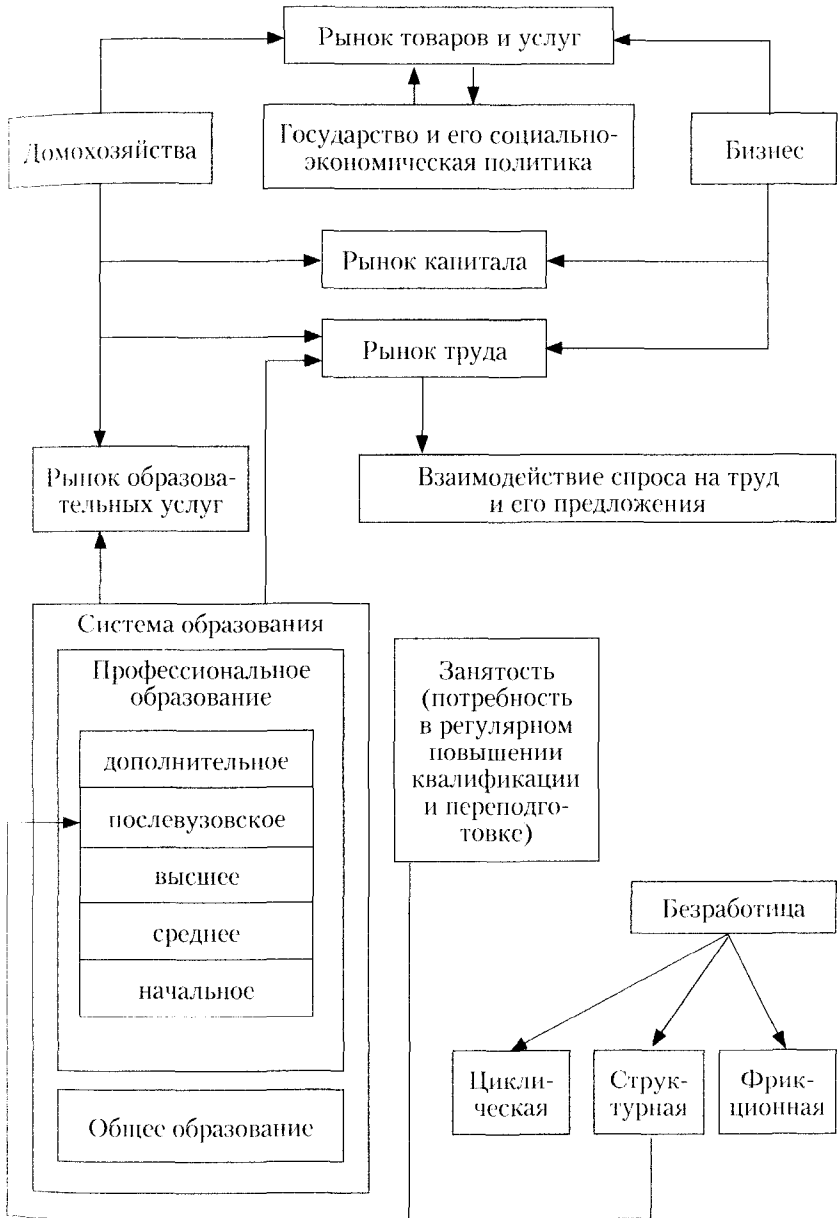 Рынок товаров и услуг
Домохозяйства
Государство и его социально-
экономическая политика
Бизнес
Рынок капитала
Рынок труда
Рынок образова-
тельных услуг
Взаимодействие спроса на труд
и его предложения
Система образования
Профессиональное
образование
дополнительное
послевузовское
высшее
среднее
начальное
Общее образование
Занятость
(потребность
в регулярном
повышении
квалификации
и переподго-
товке)
Безработица
Цикли-
ческая
Струк-
турная
Фрик-
ционная